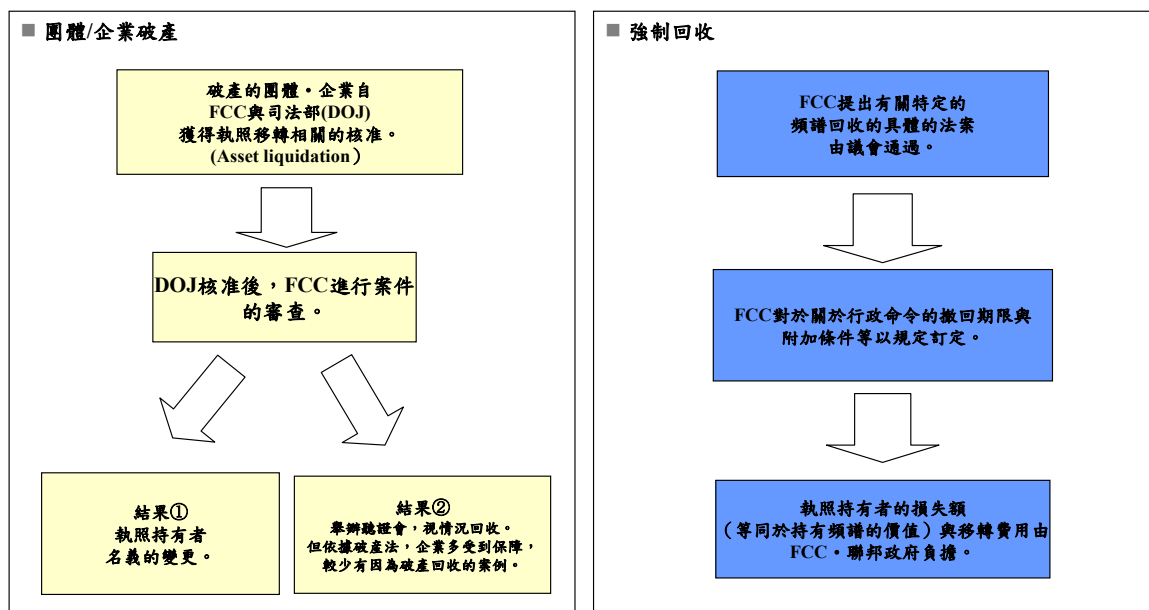 ■ 團體/企業破產
破產的團體・企業自
FCC與司法部(DOJ)
獲得執照移轉相關的核准。
(Asset liquidation）
DOJ核准後，FCC進行案件
的審查。
結果①
執照持有者
名義的變更。
結果②
舉辦聽證會，視情況回收。
但依據破產法，企業多受到保障，
較少有因為破產回收的案例。
■ 強制回收
FCC提出有關特定的
頻譜回收的具體的法案
由議會通過。
FCC對於關於行政命令的撤回期限與
附加條件等以規定訂定。
執照持有者的損失額
（等同於持有頻譜的價值）與移轉費用由
FCC・聯邦政府負擔。